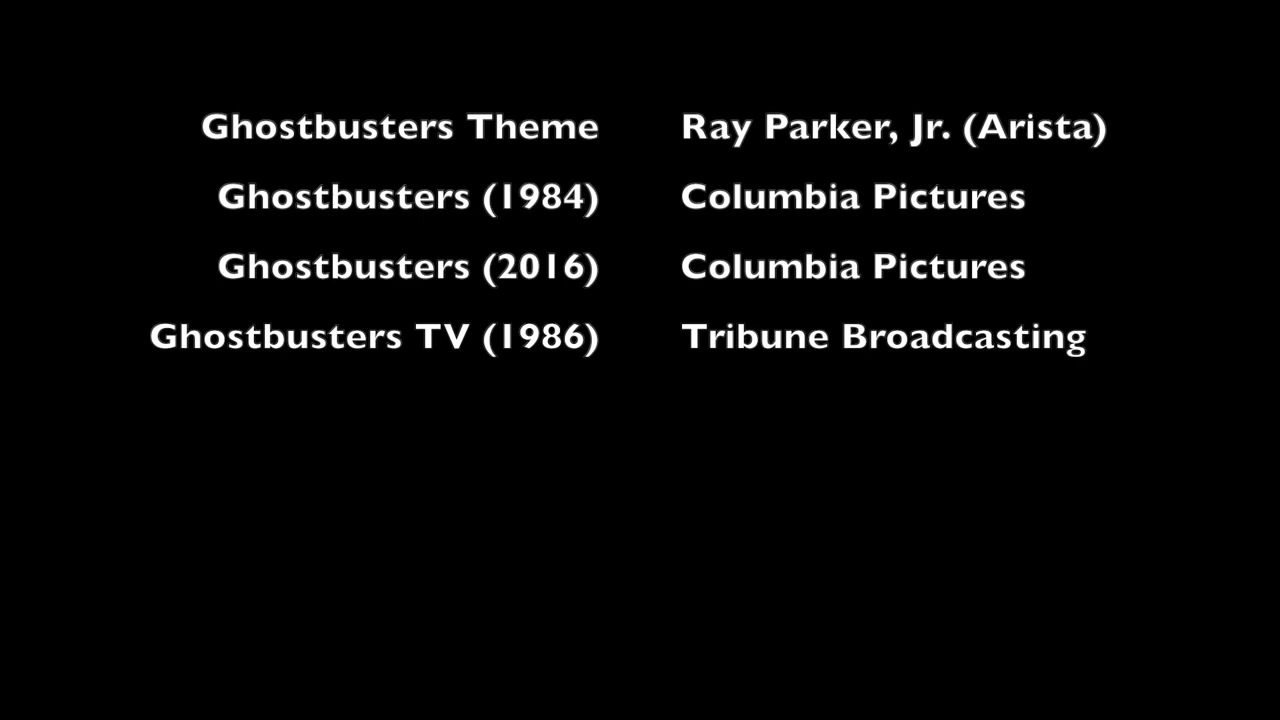 Ghostbusters Theme Ray Parker, Jr. (Arista)
Ghostbusters (1984) Columbia Pictures
Ghostbusters (2016) Columbia Pictures
Ghostbusters TV (1986) Tribune Broadcasting